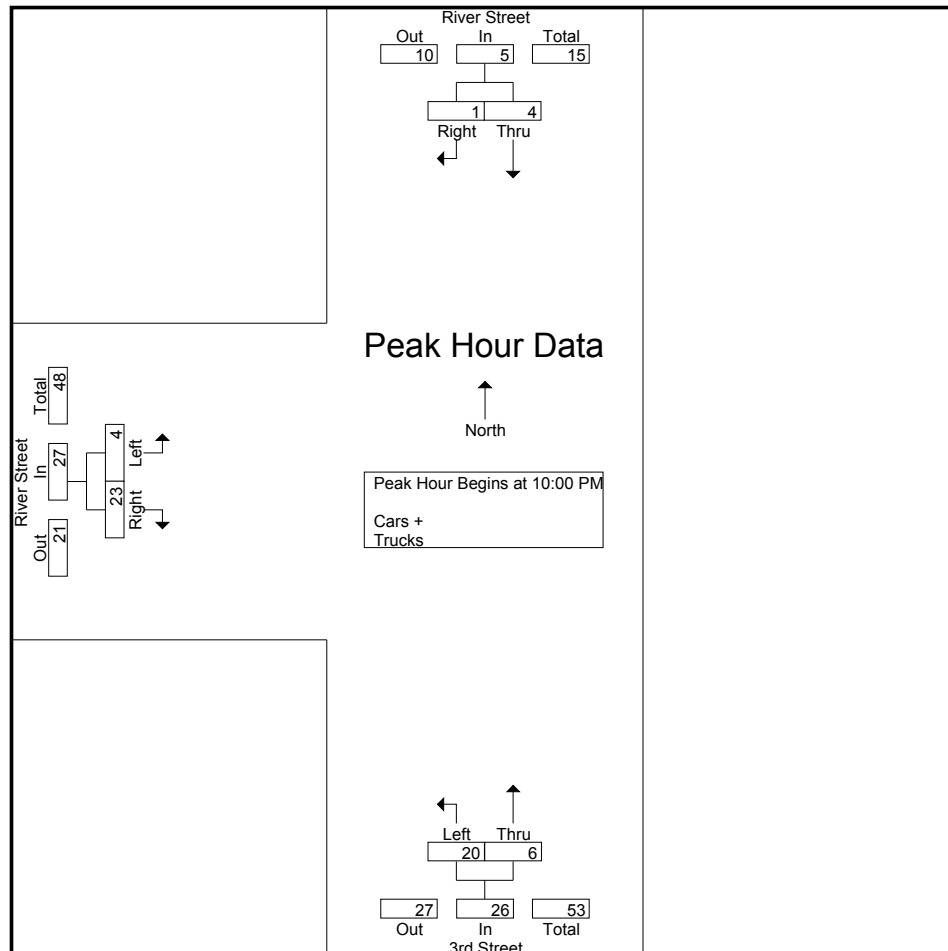 River Street
Out In Total
10 5 15
1 4
Right Thru
Peak Hour Data
North
Peak Hour Begins at 10:00 PM
Cars +
Trucks
River Street
Total In Out
48 27 21
4 23
Left Right
Left Thru
20 6
27 26 53
Out In Total
3rd Street